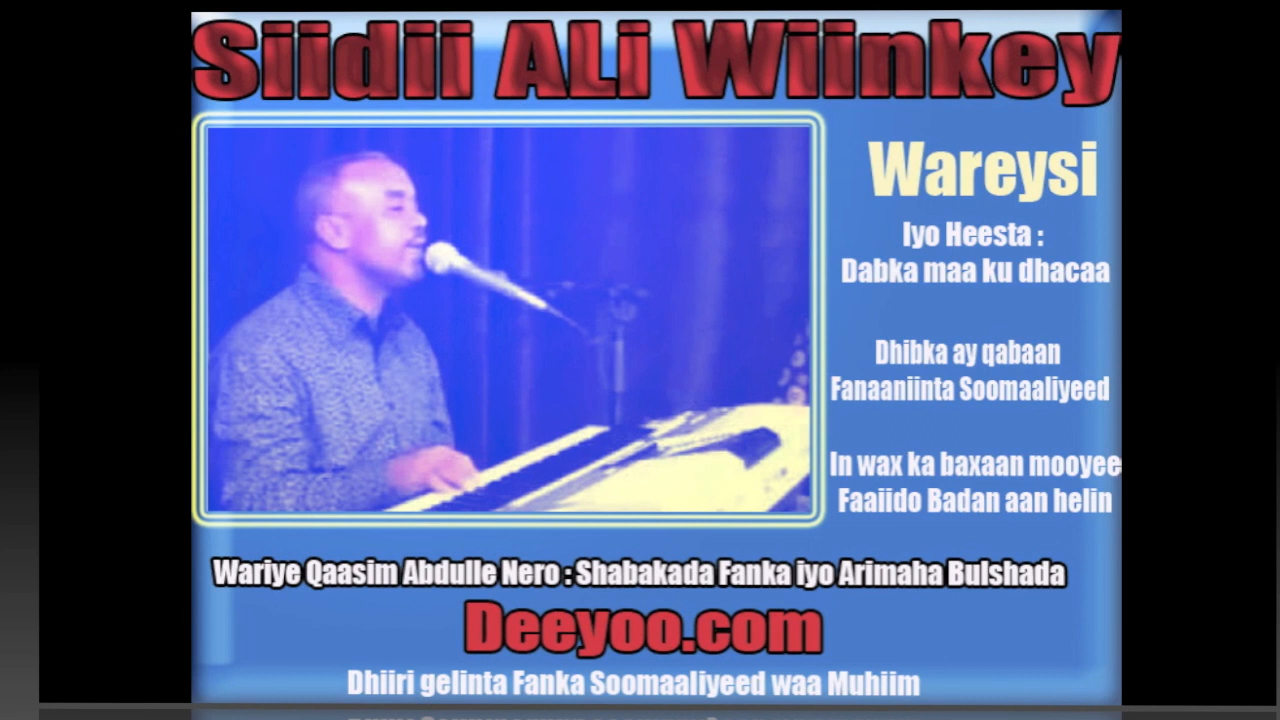 Siidii ALi Wiinkey
Wareysi
Iyo Heesta :
Dabka maa ku dhacaa
Dhibka ay qabaan
Fanaaniinta Soomaaliyeed
In wax ka baxaan mooyee
Faaiido Badan aan helin
Wariye Qaasim Abdulle Nero : Shabakada Fanka iyo Arimaha Bulshada
Deeyoo.com
Dhiiri gelinta Fanka Soomaaliyeed waa Muhiim